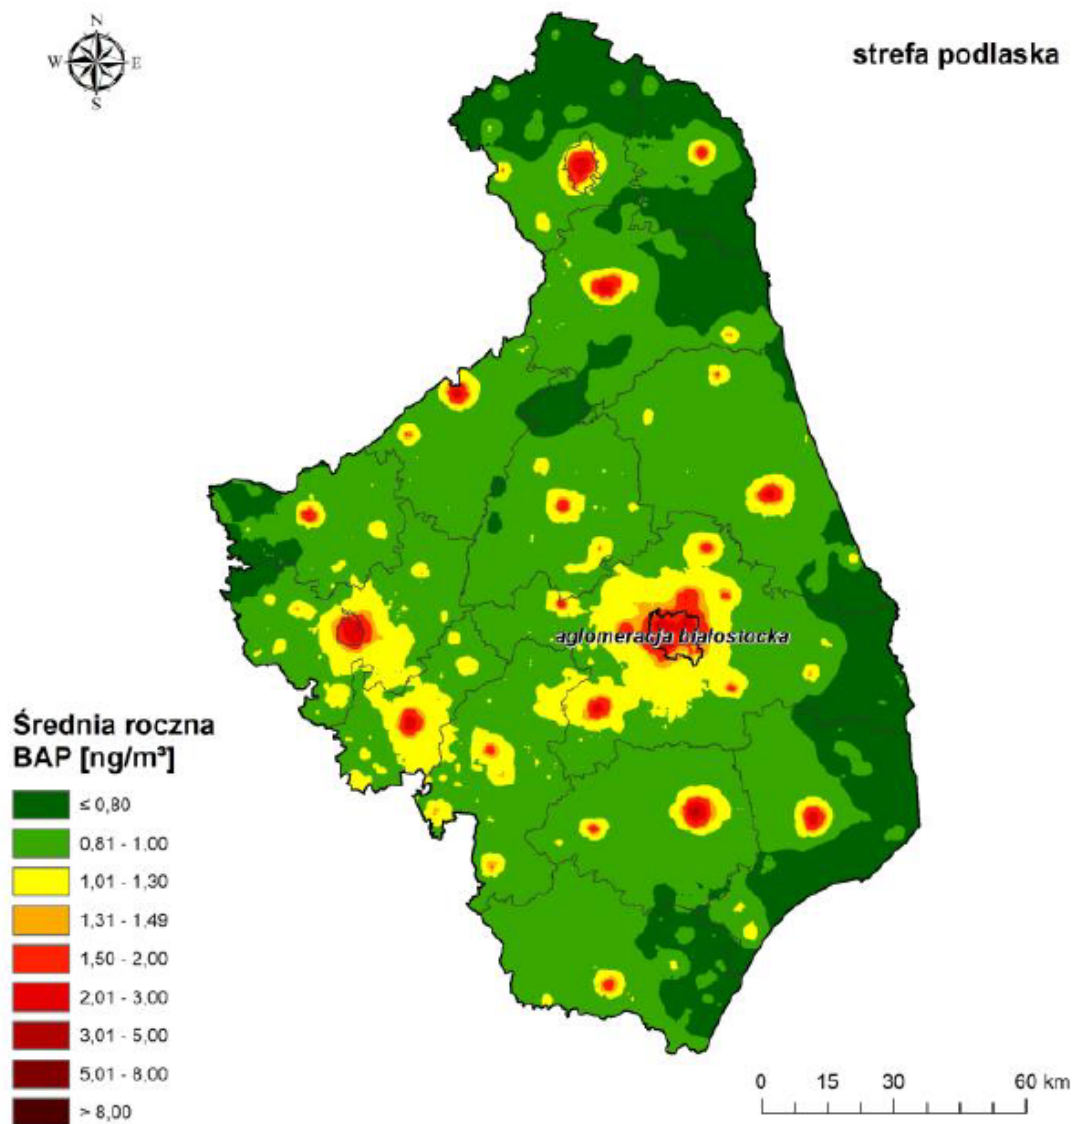 N
W E
S
strefa podlaska
aglomeracja białostocka
Średnia roczna
BAP [ng/m³]
≤ 0,80
0,81 - 1,00
1,01 - 1,30
1,31 - 1,49
1,50 - 2,00
2,01 - 3,00
3,01 - 5,00
5,01 - 8,00
> 8,00
0 15 30 60 km